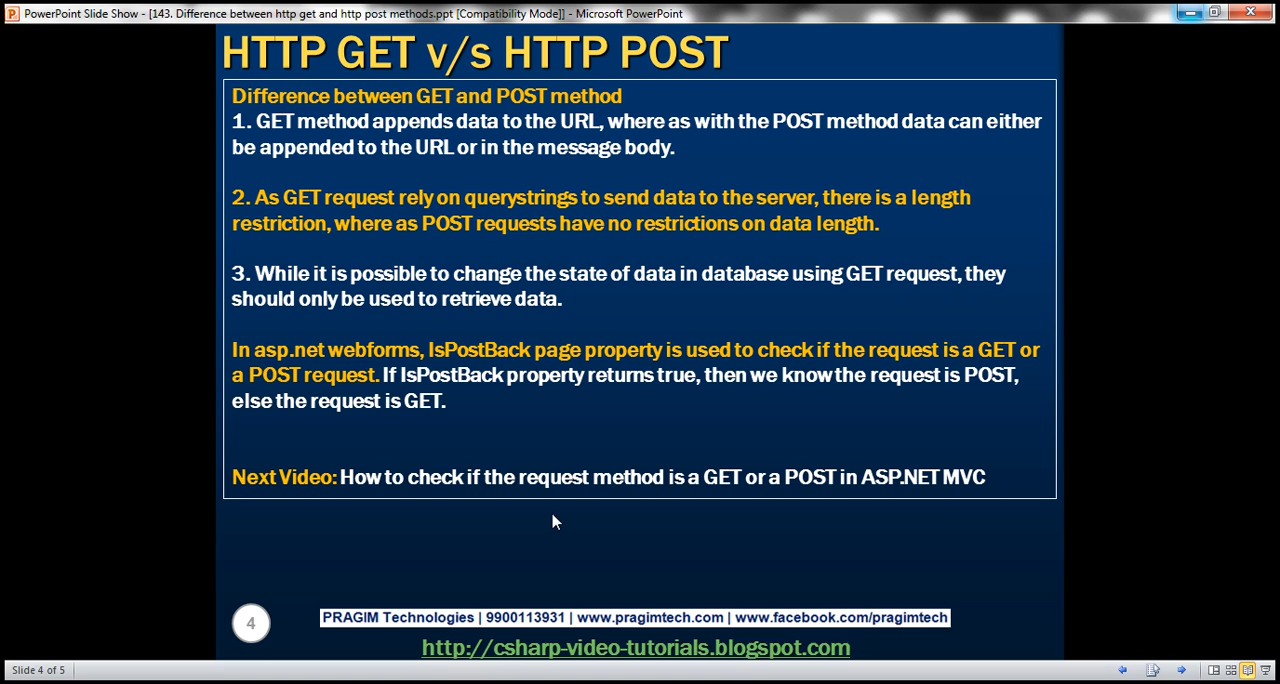 PowerPoint Slide Show - [143. Difference between http get and http post methods.ppt [Compatibility Mode]] - Microsoft PowerPoint
HTTP GET v/s HTTP POST
Difference between GET and POST method
1. GET method appends data to the URL, where as with the POST method data can either
be appended to the URL or in the message body.
2. As GET request rely on querystrings to send data to the server, there is a length
restriction, where as POST requests have no restrictions on data length.
3. While it is possible to change the state of data in database using GET request, they
should only be used to retrieve data.
In asp.net webforms, IsPostBack page property is used to check if the request is a GET or
a POST request. If IsPostBack property returns true, then we know the request is POST,
else the request is GET.
Next Video: How to check if the request method is a GET or a POST in ASP.NET MVC
4
PRAGIM Technologies | 9900113931 | www.pragimtech.com | www.facebook.com/pragimtech
http://csharp-video-tutorials.blogspot.com
Slide 4 of 5